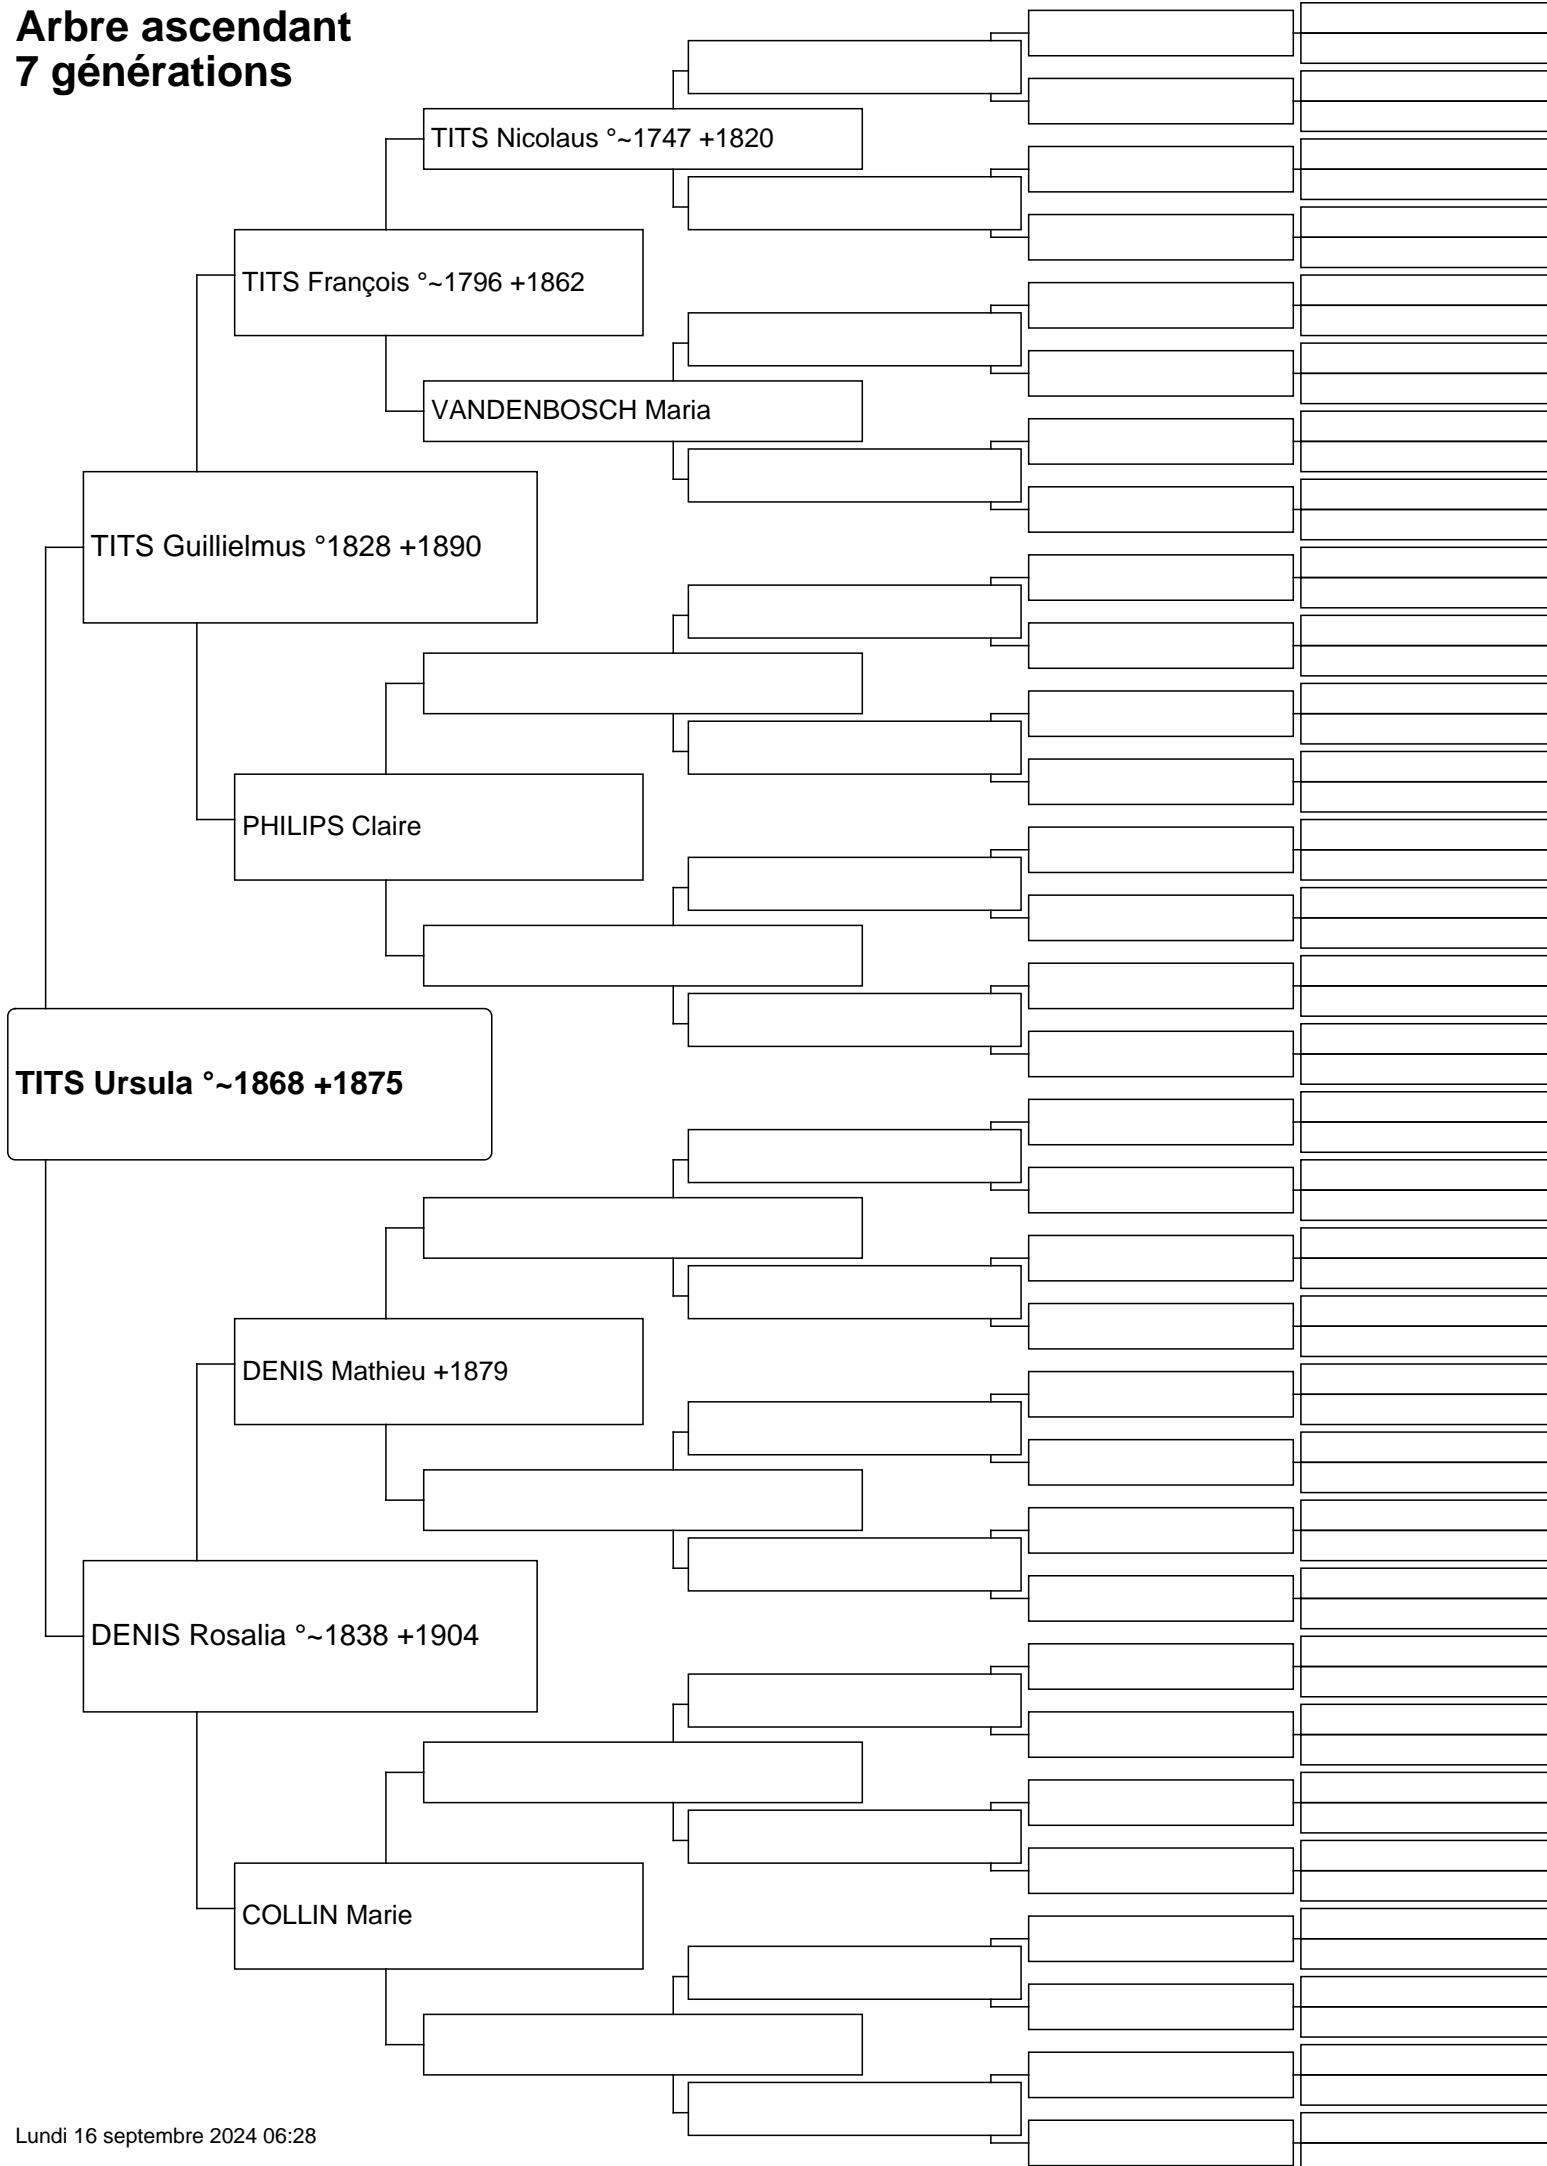 Arbre ascendant
7 générations
TITS Nicolaus °~1747 +1820
TITS François °~1796 +1862
VANDENBOSCH Maria
TITS Guillielmus °1828 +1890
PHILIPS Claire
TITS Ursula °~1868 +1875
DENIS Mathieu +1879
DENIS Rosalia °~1838 +1904
COLLIN Marie
Lundi 16 septembre 2024 06:28